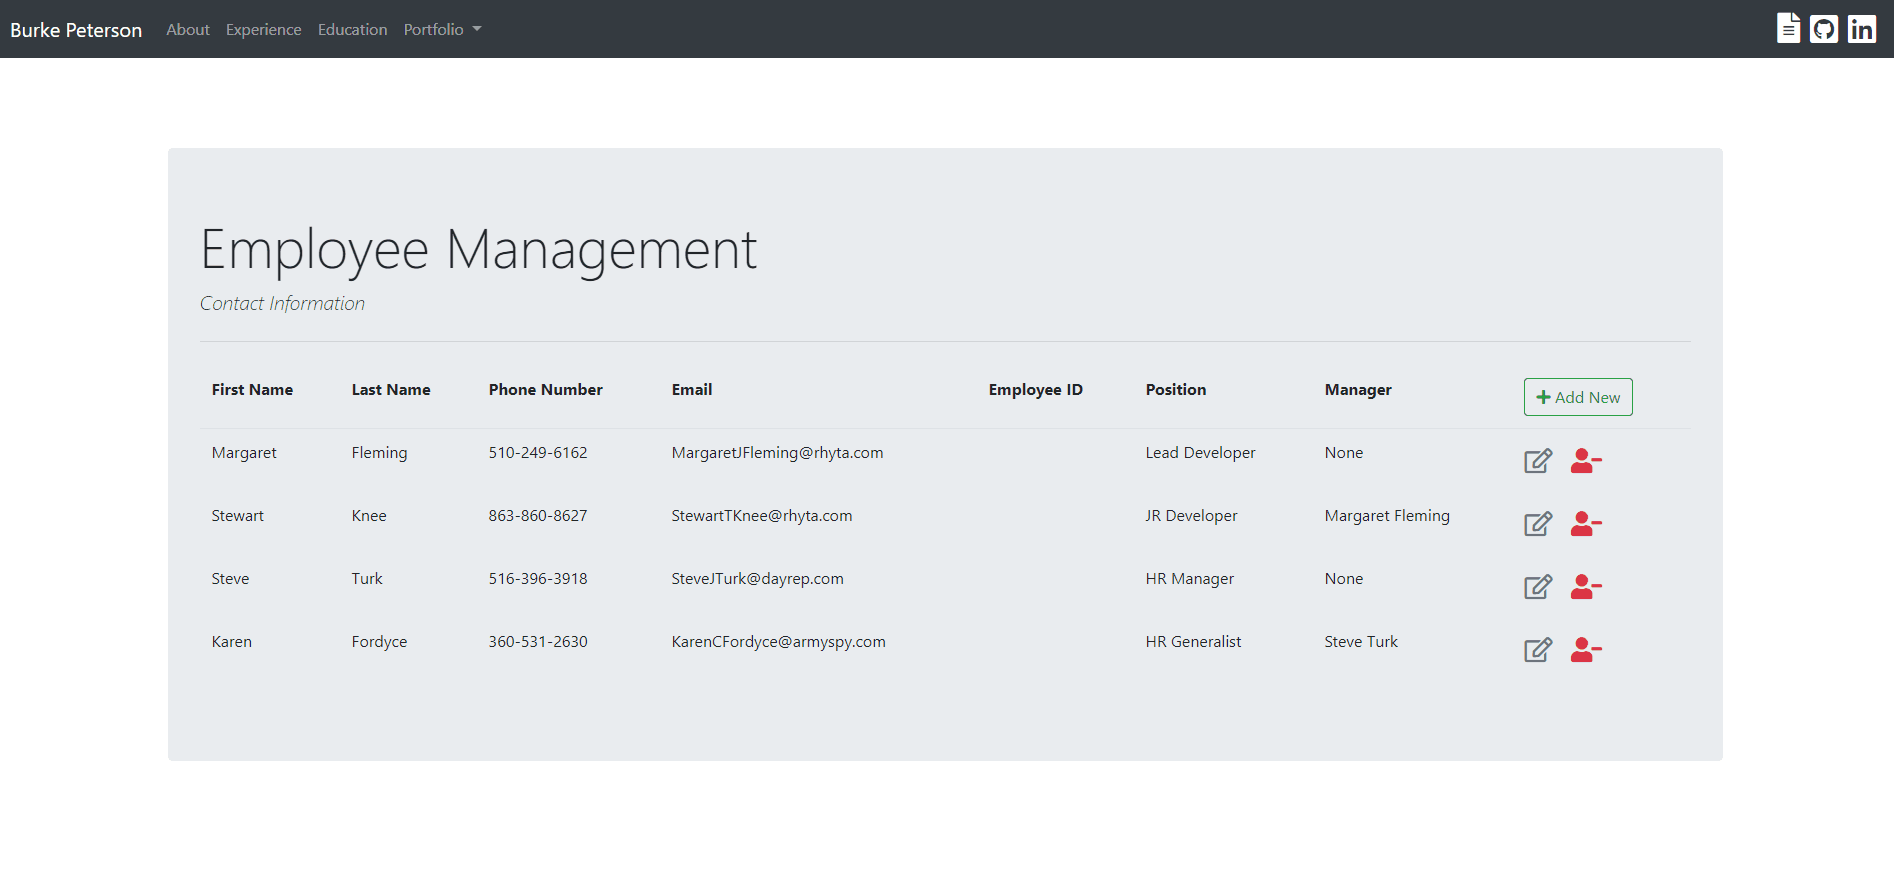 Burke Peterson About Experience Education Portfolio
Employee Management
Contact Information
First Name Last Name Phone Number Email Employee ID Position Manager Add New
Margaret Fleming 510-249-6162 MargaretJFleming@rhyta.com Lead Developer None
Stewart Knee 863-860-8627 StewartTKnee@rhyta.com JR Developer Margaret Fleming
Steve Turk 516-396-3918 SteveJTurk@dayrep.com HR Manager None
Karen Fordyce 360-531-2630 KarenCFordyce@armyspy.com HR Generalist Steve Turk